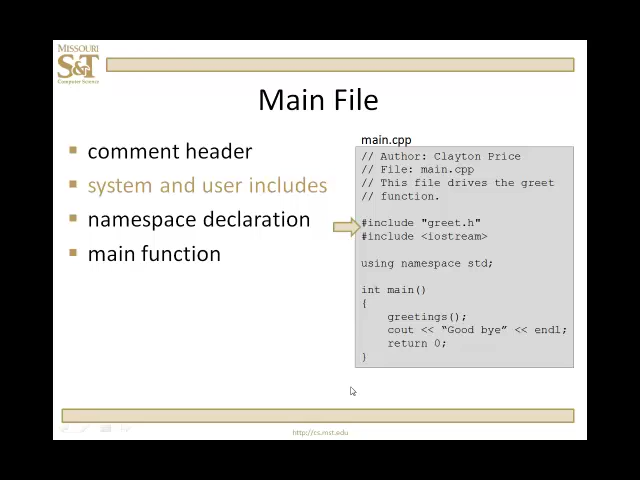 MISSOURI
S&T
Computer Science
Main File
comment header
system and user includes
namespace declaration
main function
main.cpp
// Author: Clayton Price
// File: main.cpp
// This file drives the greet
// function.
#include "greet.h"
#include <iostream>
using namespace std;
int main()
{
greetings();
cout << “Good bye” << endl;
return 0;
}
http://cs.mst.edu